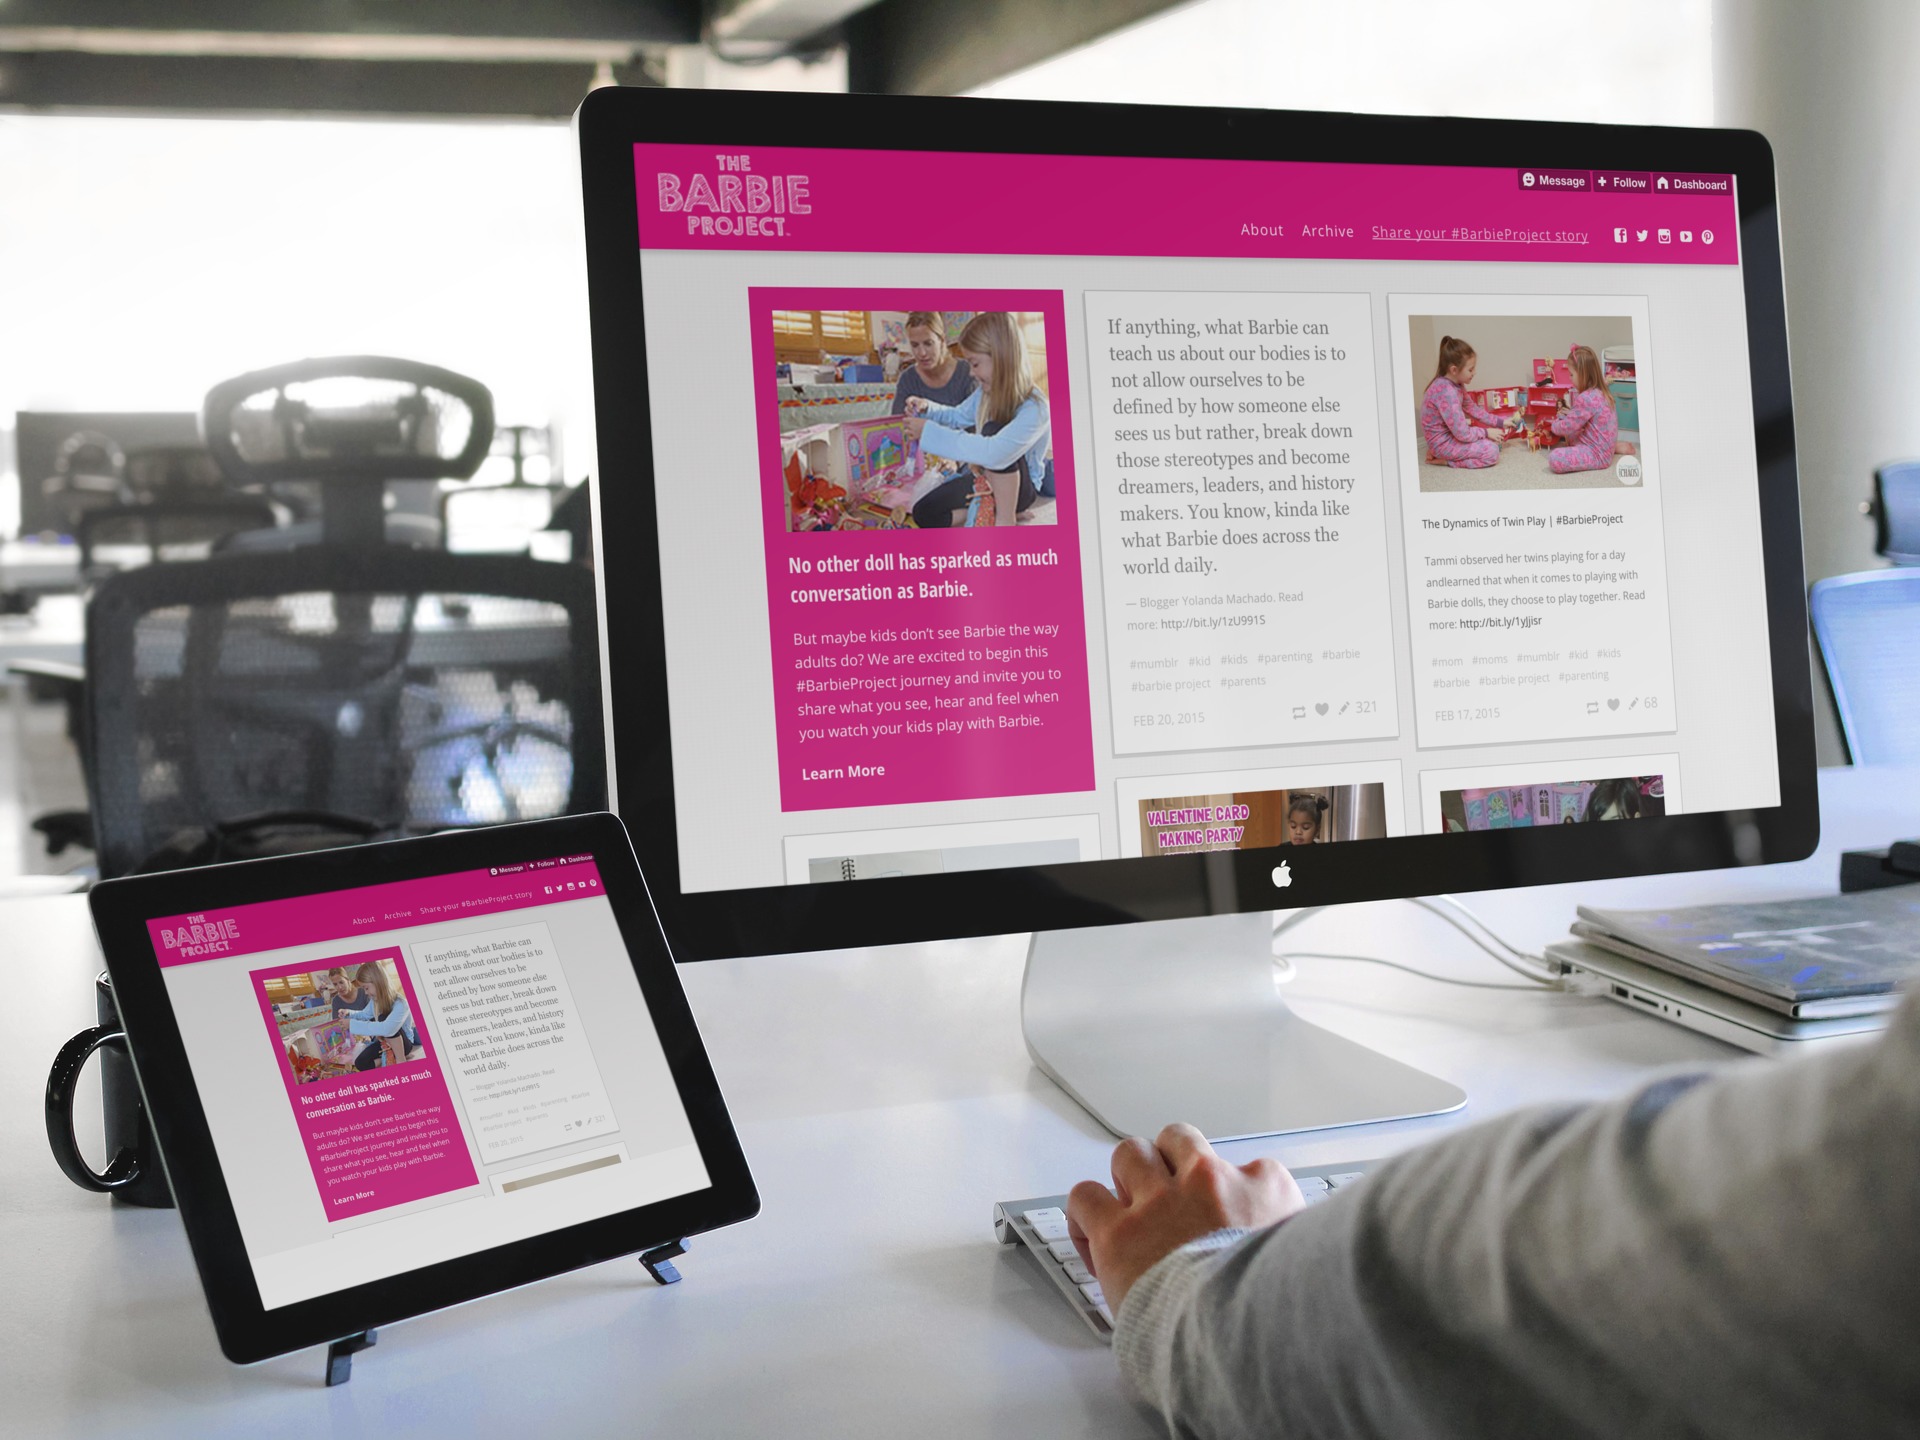 THE
BARBIE
PROJECT
Message
Follow
Dashboard
About
Archive
Share your #BarbieProject story
No other doll has sparked as much
conversation as Barbie.
But maybe kids don't see Barbie the way
adults do? We are excited to begin this
#BarbieProject journey and invite you to
share what you see, hear and feel when
you watch your kids play with Barbie.
Learn More
If anything, what Barbie can
teach us about our bodies is to
not allow ourselves to be
defined by how someone else
sees us but rather, break down
those stereotypes and become
dreamers, leaders, and history
makers. You know, kinda like
what Barbie does across the
world daily.
— Blogger Yolanda Machado. Read
more: http://bit.ly/1zU991S
#mumblr #kid #kids #parenting #barbie
#barbie project #parents
FEB 20, 2015
321
The Dynamics of Twin Play | #BarbieProject
Tammi observed her twins playing for a day
andlearned that when it comes to playing with
Barbie dolls, they choose to play together. Read
more: http://bit.ly/1yJjisr
#mom #moms #mumblr #kid #kids
#barbie #barbie project #parenting
FEB 17, 2015
68
VALENTINE CARD
MAKING PARTY
THE
BARBIE
PROJECT
Message
Follow
Dashboar
About
Archive
Share your #BarbieProject story
No other doll has sparked as much
conversation as Barbie.
But maybe kids don't see Barbie the way
adults do? We are excited to begin this
#BarbieProject journey and invite you to
share what you see, hear and feel when
you watch your kids play with Barbie.
Learn More
If anything, what Barbie can
teach us about our bodies is to
not allow ourselves to be
defined by how someone else
sees us but rather, break down
those stereotypes and become
dreamers, leaders, and history
makers. You know, kinda like
what Barbie does across the
world daily.
— Blogger Yolanda Machado. Read
more: http://bit.ly/1zU991S
#mumblr #kid #kids #parenting #barbie
#barbie project #parents
FEB 20, 2015
321